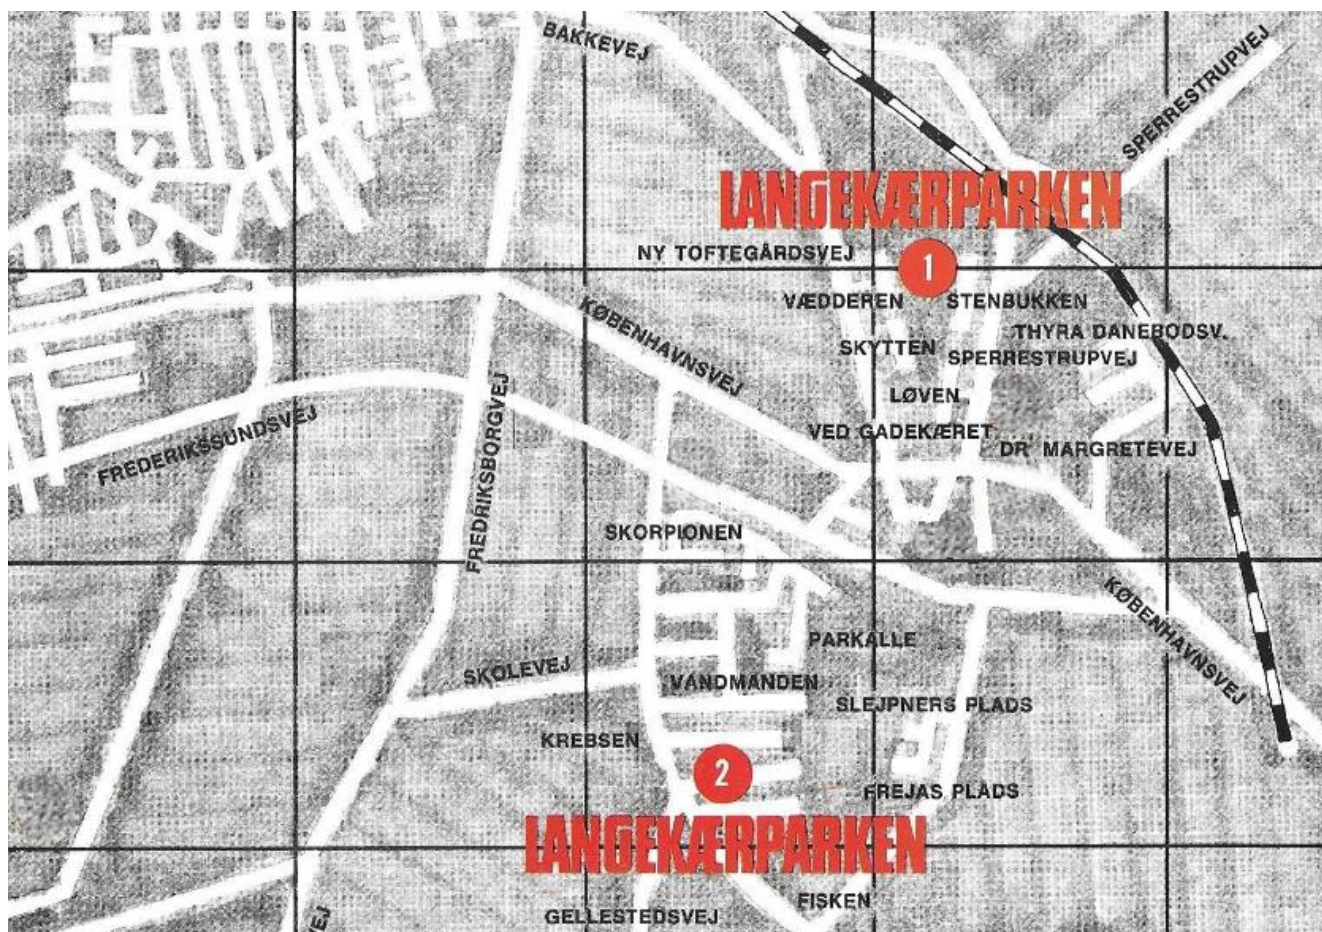 BAKKEVEJ
SPERRESTRUPVEJ
LANGEKÆRPARKEN
NY TOFTEGÅRDSVEJ
1
VÆDDEREN
STENBUKKEN
KØBENHAVNSVEJ
THYRA DANEBODSV.
SKYTTEN
SPERRESTRUPVEJ
LØVEN
FREDERIKSSUNDSVEJ
FREDRIKSBORGVEJ
VED GADEKÆRET
DR MARGRETEVEJ
SKORPIONEN
KØBENHAVNSVEJ
PARKALLE
SKOLEVEJ
VANDMANDEN
SLEJPNERS PLADS
KREBSEN
2
FREJAS PLADS
LANGEKÆRPARKEN
FISKEN
GELLESTEDSVEJ
VEJ